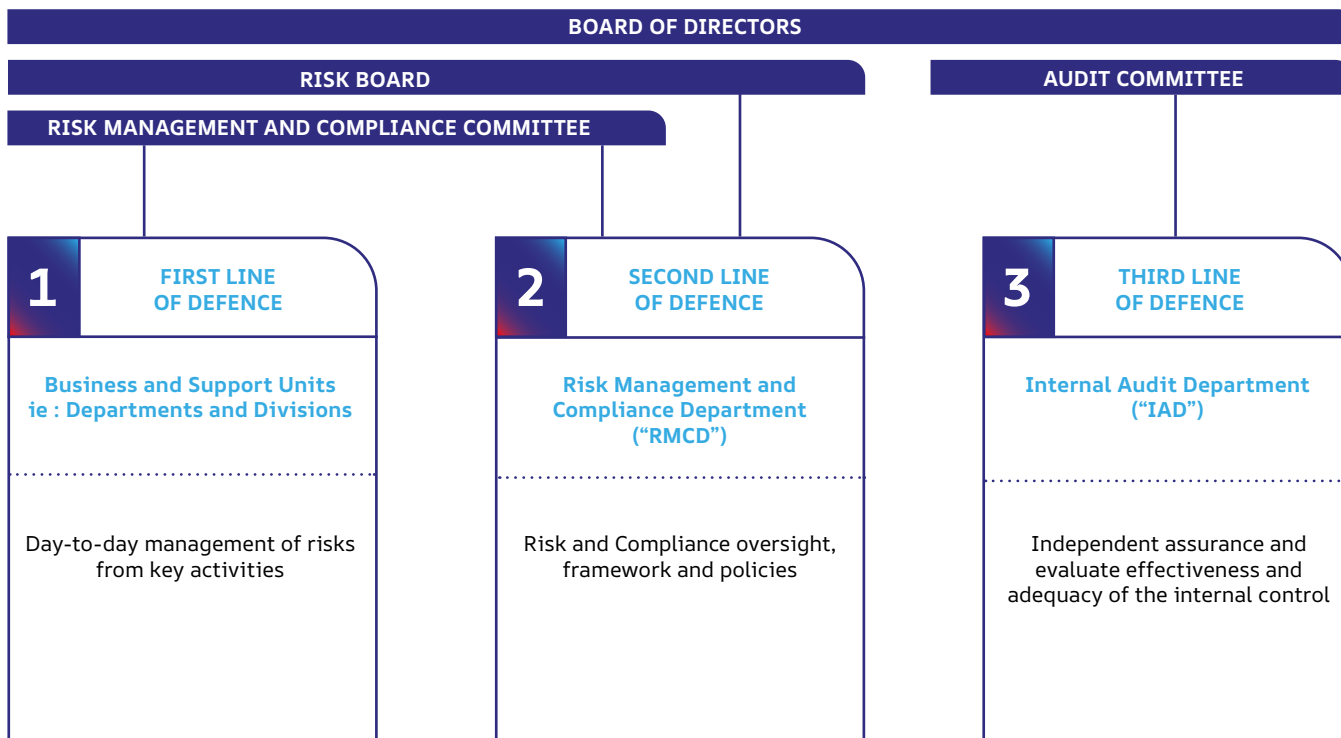 BOARD OF DIRECTORS
RISK BOARD
AUDIT COMMITTEE
RISK MANAGEMENT AND COMPLIANCE COMMITTEE
1
FIRST LINE
OF DEFENCE
Business and Support Units
ie : Departments and Divisions
Day-to-day management of risks
from key activities
2
SECOND LINE
OF DEFENCE
Risk Management and
Compliance Department
(“RMCD”)
Risk and Compliance oversight,
framework and policies
3
THIRD LINE
OF DEFENCE
Internal Audit Department
(“IAD”)
Independent assurance and
evaluate effectiveness and
adequacy of the internal control